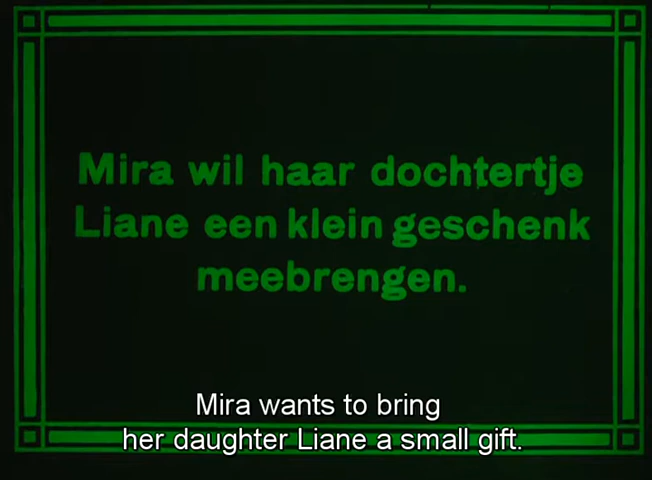 Mira wil haar dochtertje
Liane een klein geschenk
meebrengen.
Mira wants to bring
her daughter Liane a small gift.